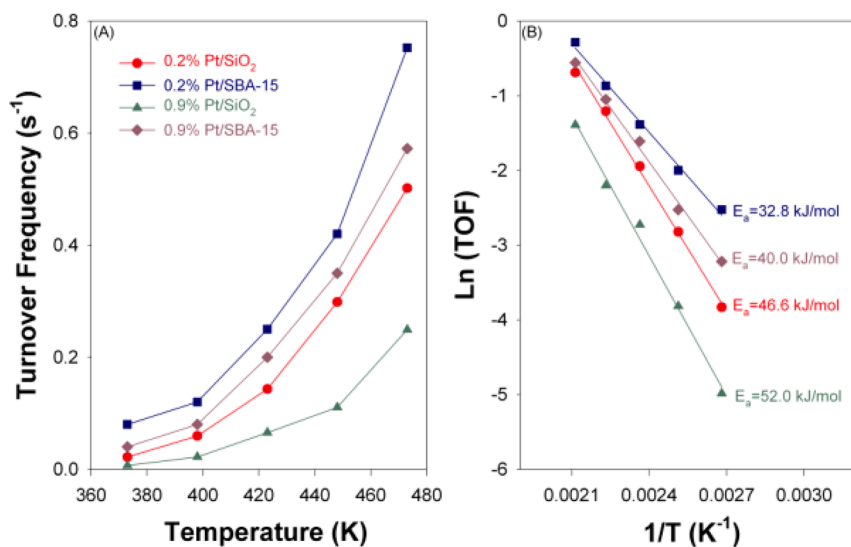 (A)
0.2% Pt/SiO₂
0.2% Pt/SBA-15
0.9% Pt/SiO₂
0.9% Pt/SBA-15
Turnover Frequency (s⁻¹)
0.8
0.6
0.4
0.2
0.0
360 380 400 420 440 460 480
Temperature (K)
(B)
Ln (TOF)
0
-1
-2
-3
-4
-5
-6
Eₐ=32.8 kJ/mol
Eₐ=40.0 kJ/mol
Eₐ=46.6 kJ/mol
Eₐ=52.0 kJ/mol
0.0021 0.0024 0.0027 0.0030
1/T (K⁻¹)